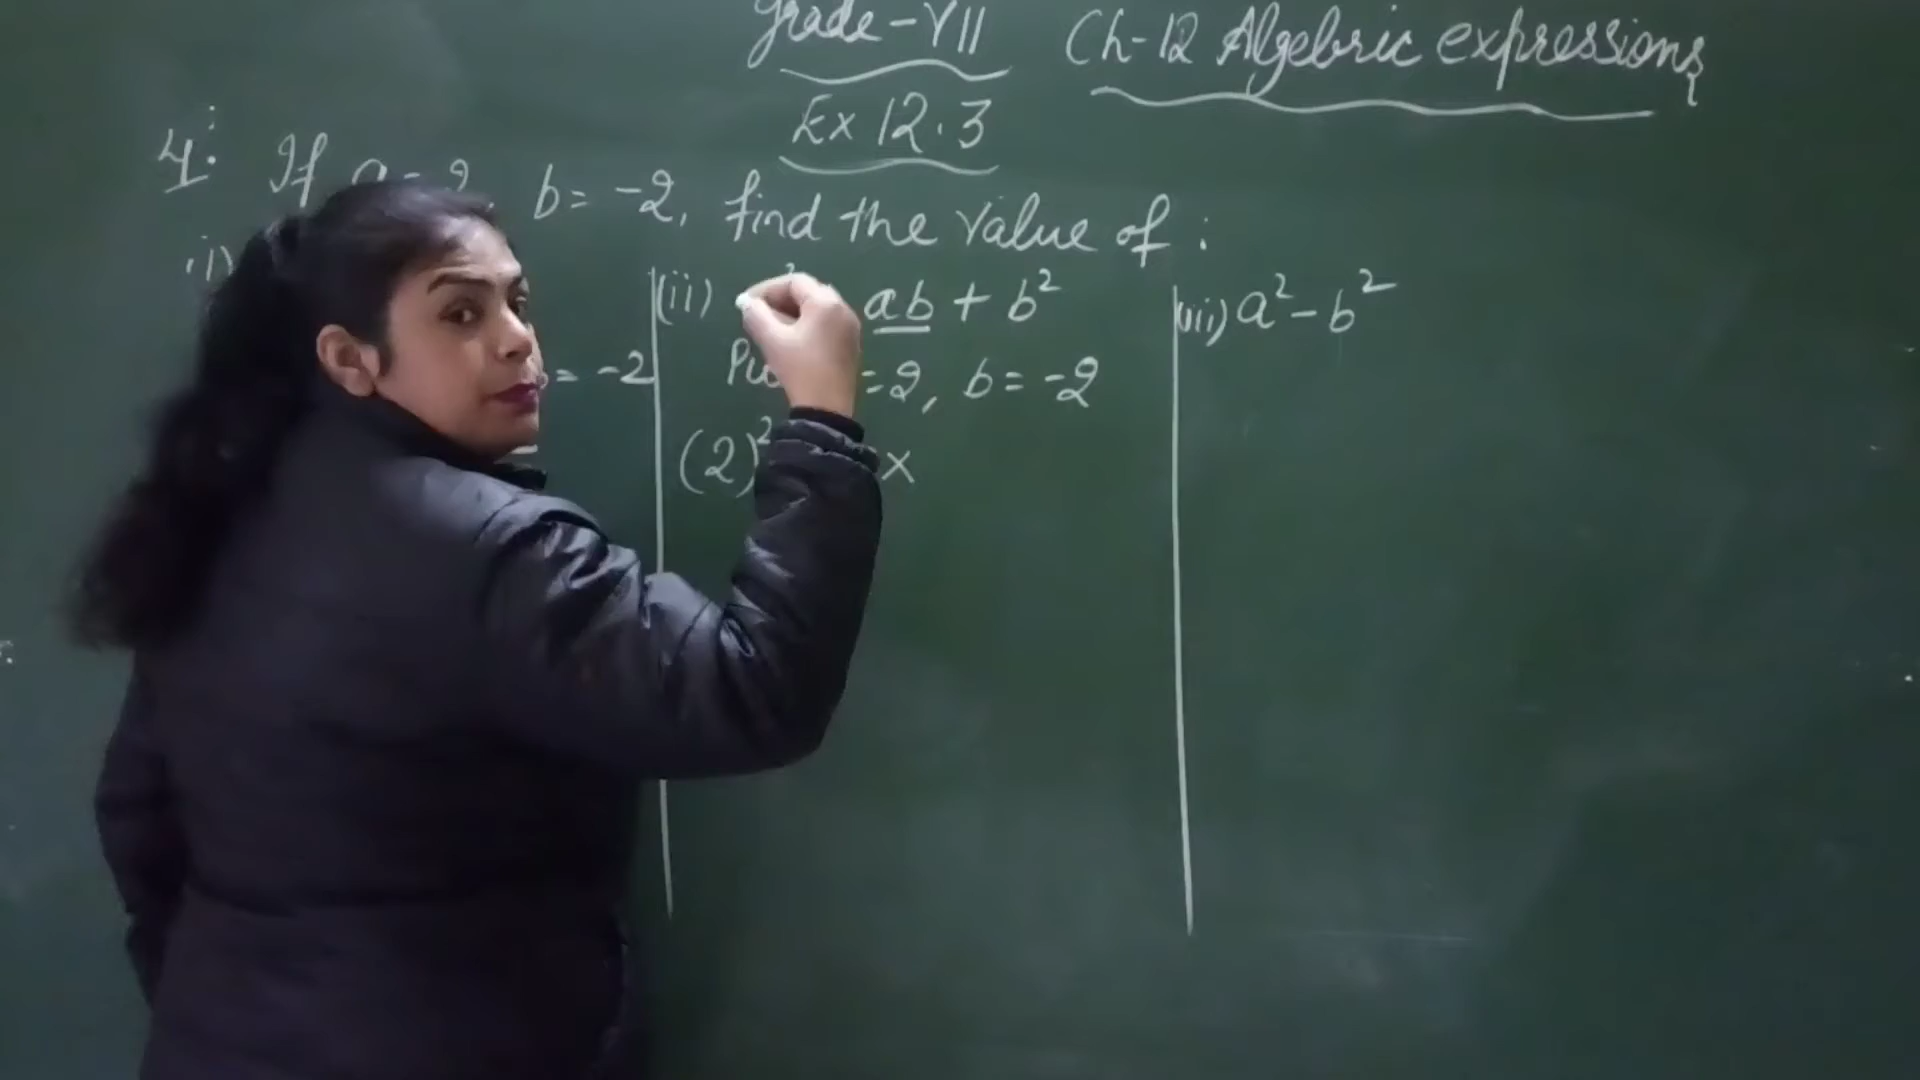 Grade-VII
Ch-12 Algebric expressions
Ex 12.3
4. If a=2, b= -2, find the value of :
i)
= -2
(ii) ² ab + b²
=2, b= -2
(2)² x
(iii) a² - b²